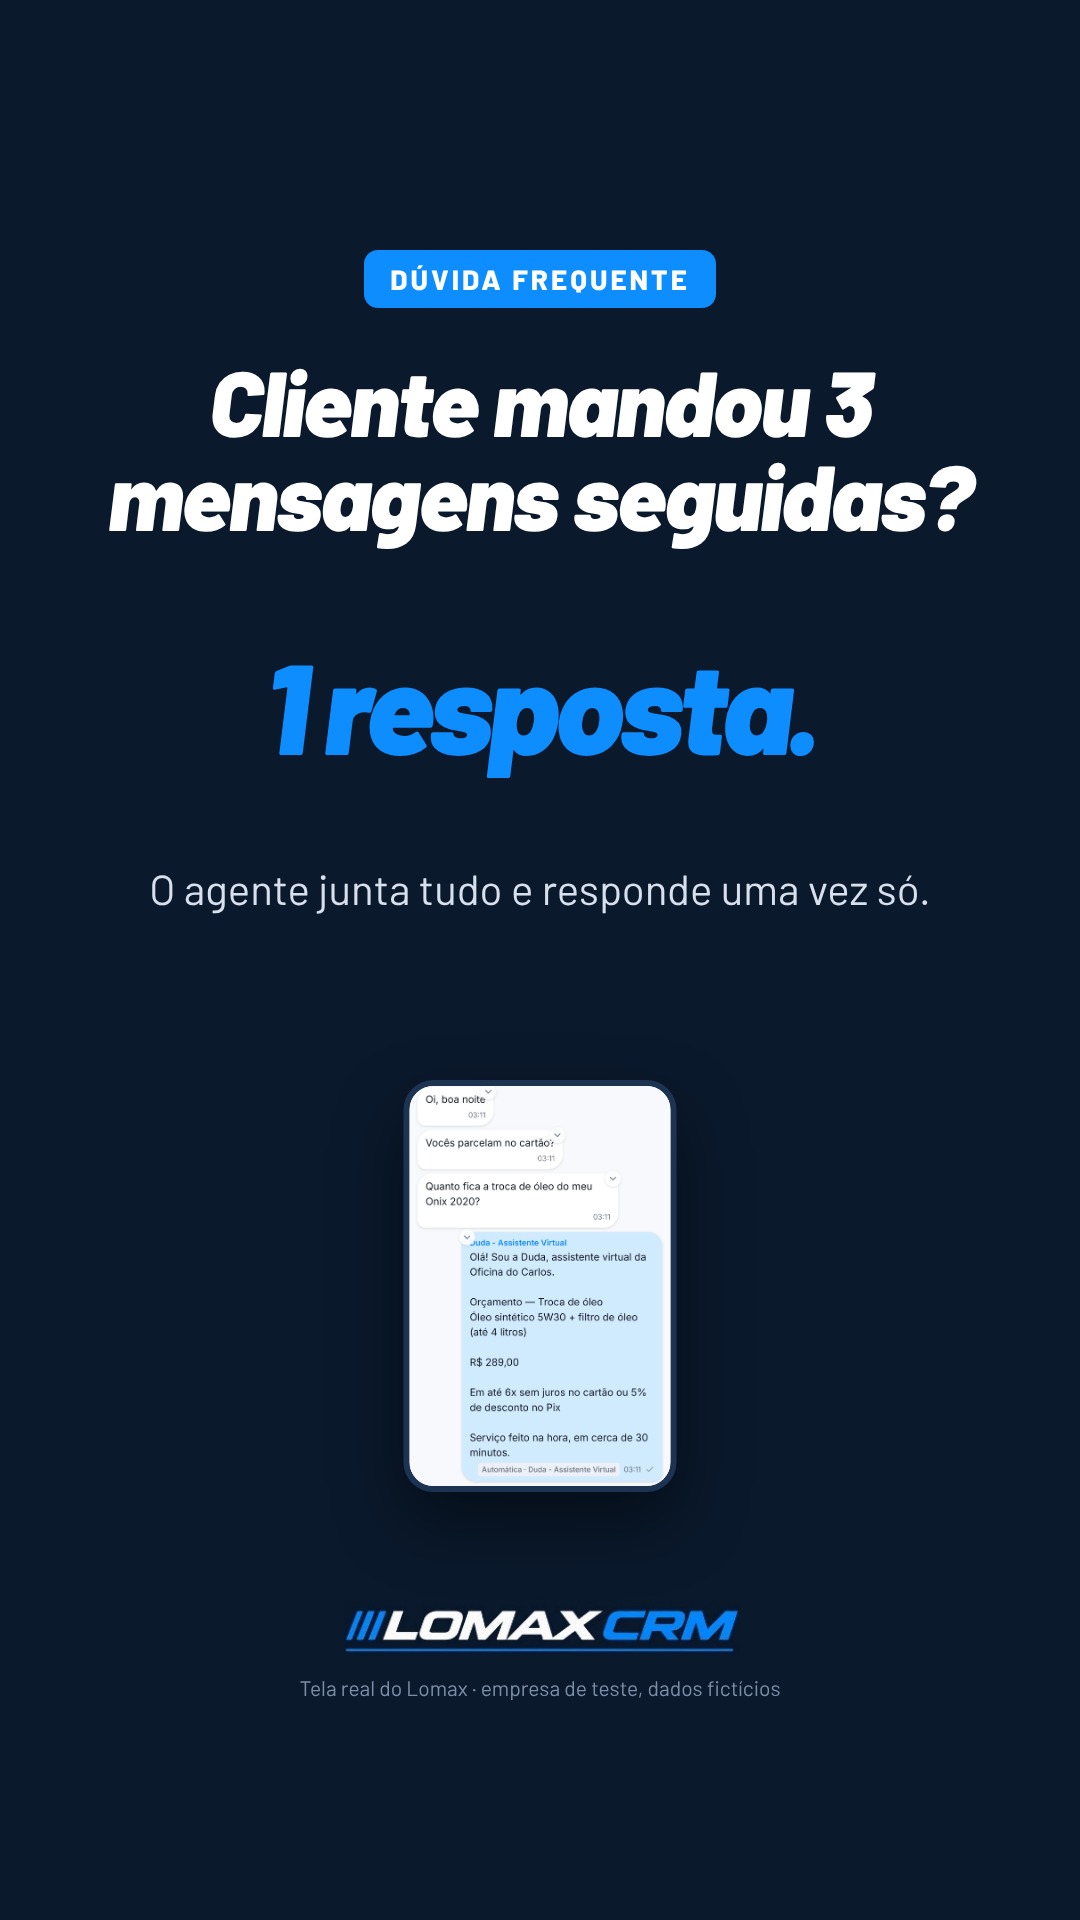 DÚVIDA FREQUENTE
Cliente mandou 3
mensagens seguidas?
1 resposta.
O agente junta tudo e responde uma vez só.
Oi, boa noite
03:11
Vocês parcelam no cartão?
03:11
Quanto fica a troca de óleo do meu
Onix 2020?
03:11
Duda - Assistente Virtual
Olá! Sou a Duda, assistente virtual da
Oficina do Carlos.
Orçamento — Troca de óleo
Óleo sintético 5W30 + filtro de óleo
(até 4 litros)
R$ 289,00
Em até 6x sem juros no cartão ou 5%
de desconto no Pix
Serviço feito na hora, em cerca de 30
minutos.
Automática · Duda - Assistente Virtual 03:11
LOMAX CRM
Tela real do Lomax · empresa de teste, dados fictícios